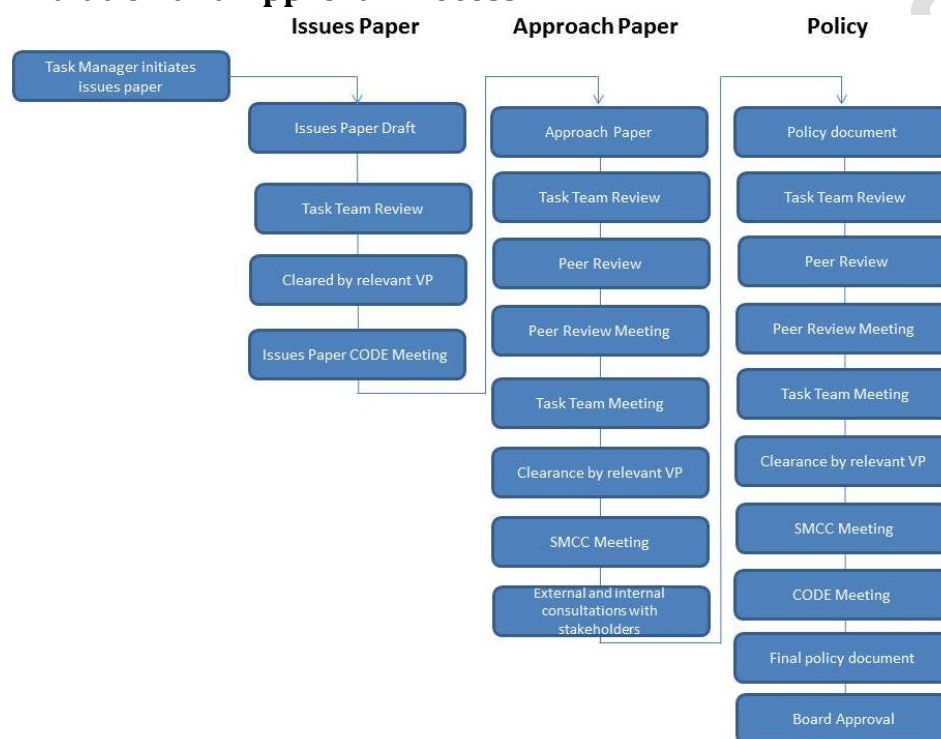 Issues Paper
Approach Paper
Policy
Task Manager initiates
issues paper
Issues Paper Draft
Task Team Review
Cleared by relevant VP
Issues Paper CODE Meeting
Approach Paper
Task Team Review
Peer Review
Peer Review Meeting
Task Team Meeting
Clearance by relevant VP
SMCC Meeting
External and internal
consultations with
stakeholders
Policy document
Task Team Review
Peer Review
Peer Review Meeting
Task Team Meeting
Clearance by relevant VP
SMCC Meeting
CODE Meeting
Final policy document
Board Approval